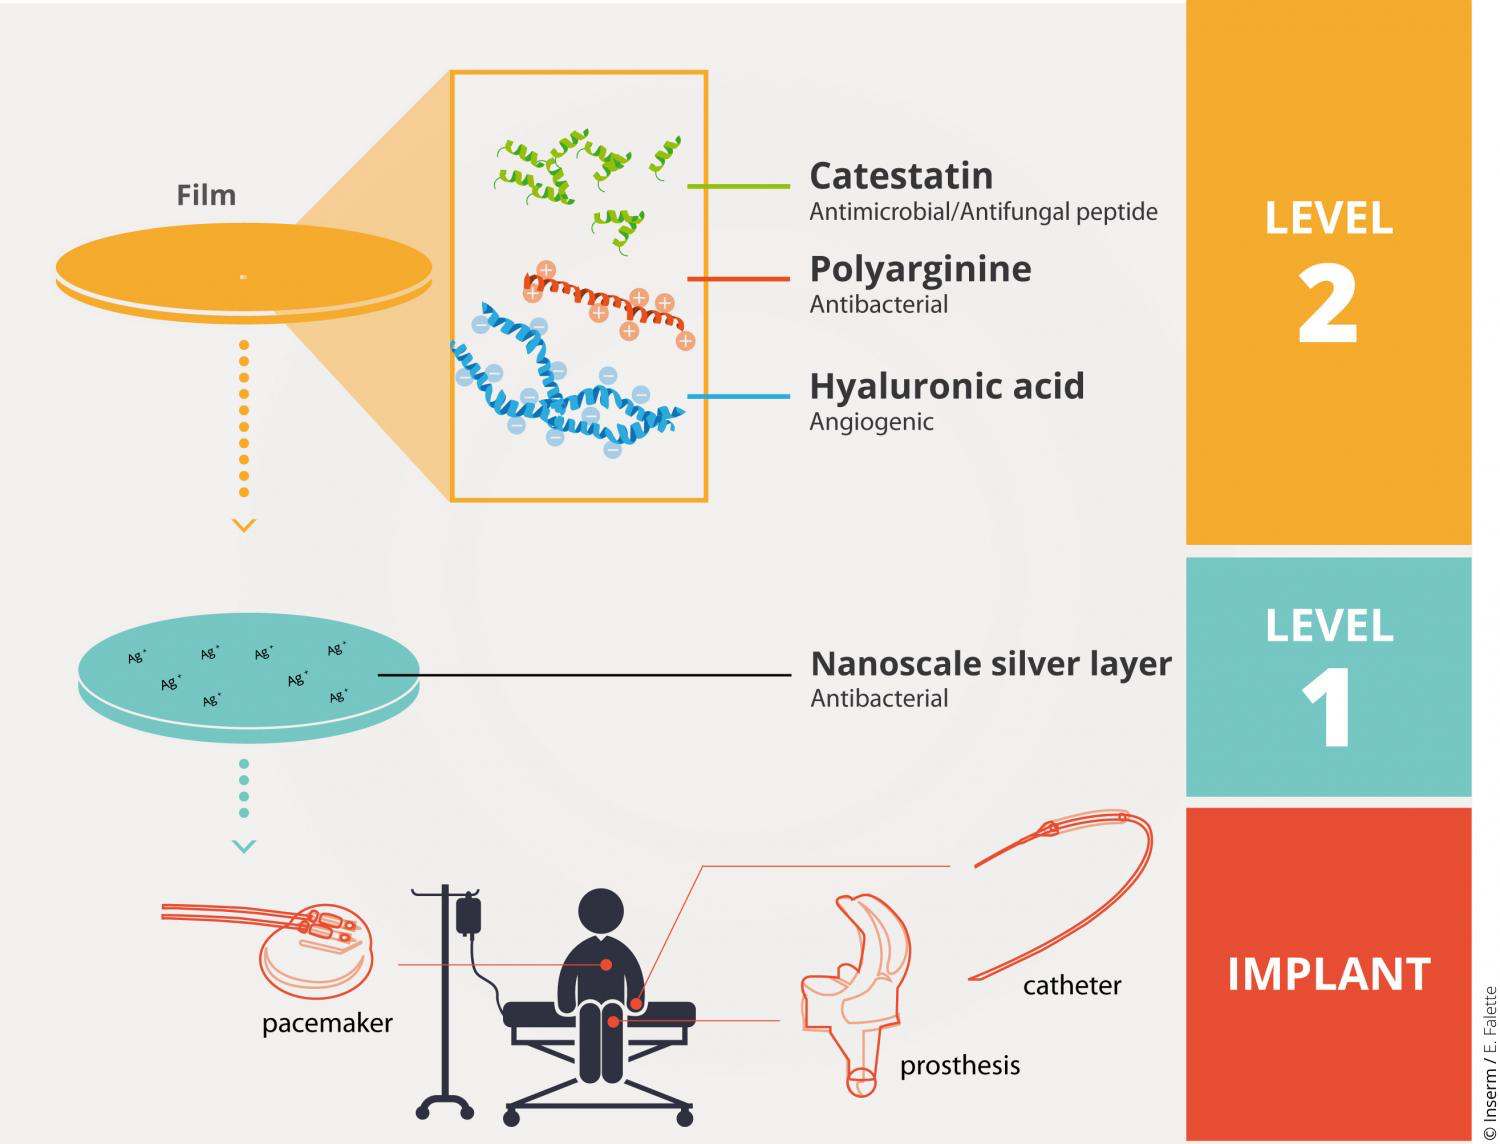 Film
Catestatin
Antimicrobial/Antifungal peptide
Polyarginine
Antibacterial
Hyaluronic acid
Angiogenic
LEVEL
2
Ag+ Ag+ Ag+ Ag+
Ag+ Ag+ Ag+
Nanoscale silver layer
Antibacterial
LEVEL
1
pacemaker
catheter
prosthesis
IMPLANT
© Inserm / E. Falette